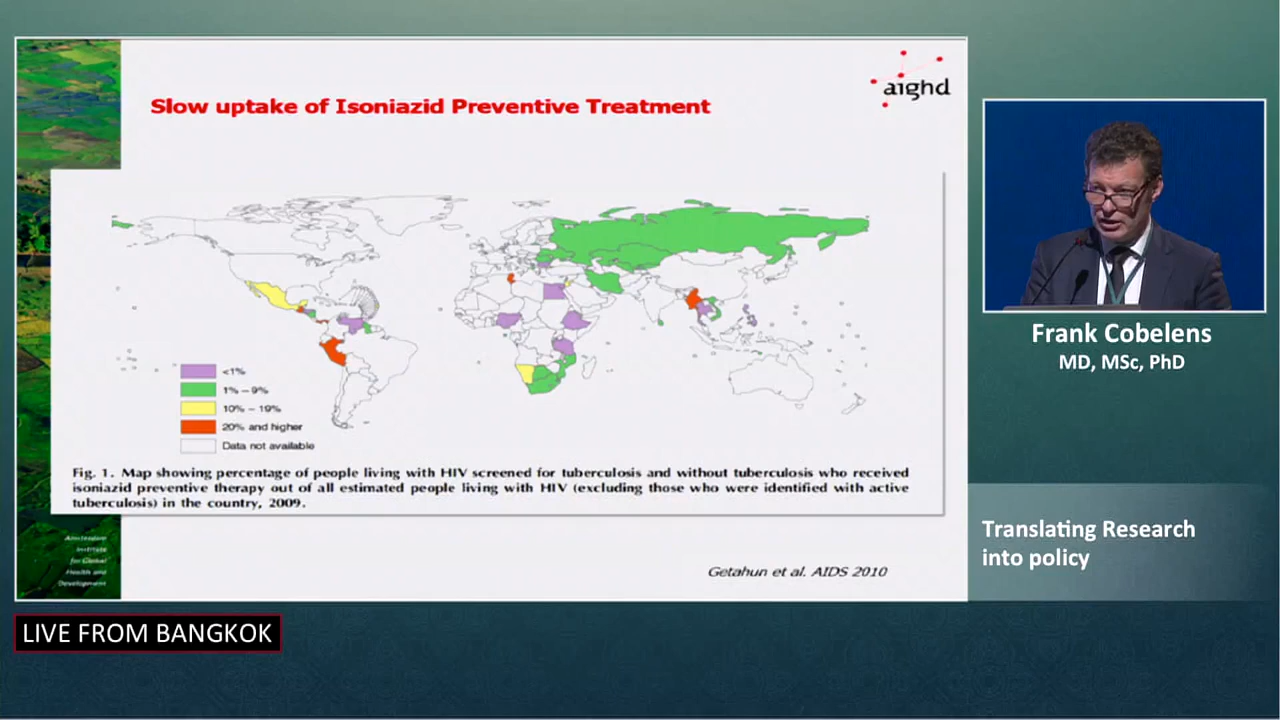 Slow uptake of Isoniazid Preventive Treatment
aighd
<1%
1% – 9%
10% – 19%
20% and higher
Data not available
Fig. 1. Map showing percentage of people living with HIV screened for tuberculosis and without tuberculosis who received
isoniazid preventive therapy out of all estimated people living with HIV (excluding those who were identified with active
tuberculosis) in the country, 2009.
Amsterdam
Institute
for Global
Health and
Development
Getahun et al. AIDS 2010
Frank Cobelens
MD, MSc, PhD
Translating Research
into policy
LIVE FROM BANGKOK